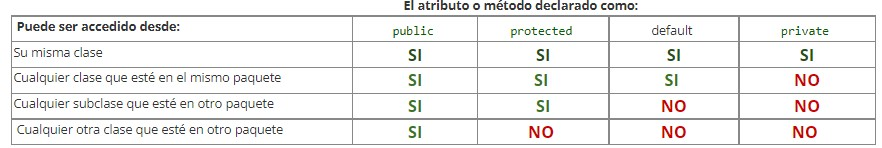 El atributo o método declarado como:
Puede ser accedido desde: public protected default private
Su misma clase SI SI SI SI
Cualquier clase que esté en el mismo paquete SI SI SI NO
Cualquier subclase que esté en otro paquete SI SI NO NO
Cualquier otra clase que esté en otro paquete SI NO NO NO